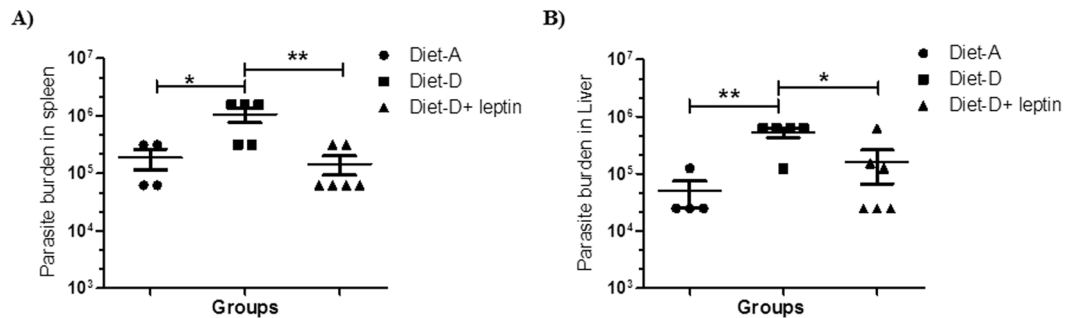 A)
Parasite burden in spleen
10⁷
10⁶
10⁵
10⁴
10³
*
**
Diet-A
Diet-D
Diet-D+ leptin
Groups
B)
Parasite burden in Liver
10⁷
10⁶
10⁵
10⁴
10³
**
*
Diet-A
Diet-D
Diet-D+ leptin
Groups